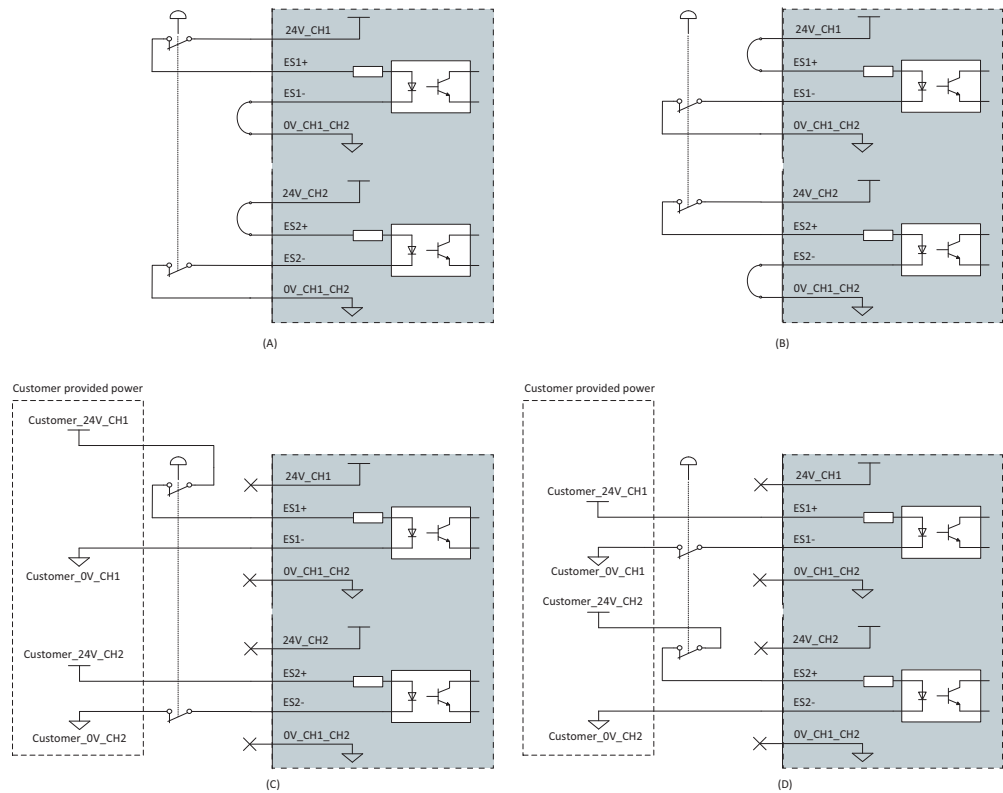 24V_CH1
ES1+
ES1-
0V_CH1_CH2
24V_CH2
ES2+
ES2-
0V_CH1_CH2
(A)
24V_CH1
ES1+
ES1-
0V_CH1_CH2
24V_CH2
ES2+
ES2-
0V_CH1_CH2
(B)
Customer provided power
Customer_24V_CH1
24V_CH1
ES1+
ES1-
Customer_0V_CH1
0V_CH1_CH2
24V_CH2
Customer_24V_CH2
ES2+
ES2-
Customer_0V_CH2
0V_CH1_CH2
(C)
Customer provided power
24V_CH1
Customer_24V_CH1
ES1+
ES1-
Customer_0V_CH1
0V_CH1_CH2
Customer_24V_CH2
24V_CH2
ES2+
ES2-
Customer_0V_CH2
0V_CH1_CH2
(D)